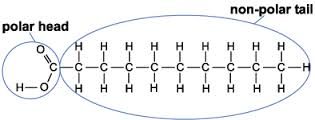 non-polar tail
polar head
H H H H H H H H
O
C—C—C—C—C—C—C—C—C—H
H—O
H H H H H H H H